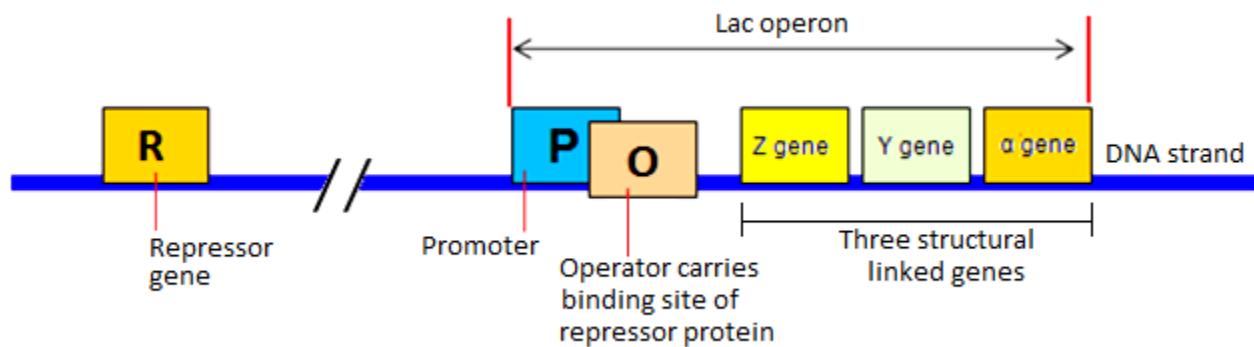 Lac operon
R
P
O
Z gene
Y gene
α gene
DNA strand
Repressor
gene
Promoter
Operator carries
binding site of
repressor protein
Three structural
linked genes